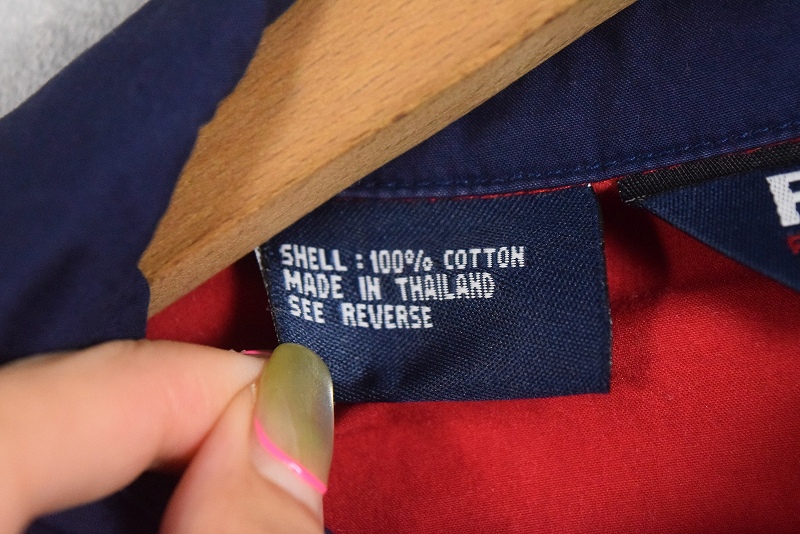 SHELL : 100% COTTON
MADE IN THAILAND
SEE REVERSE